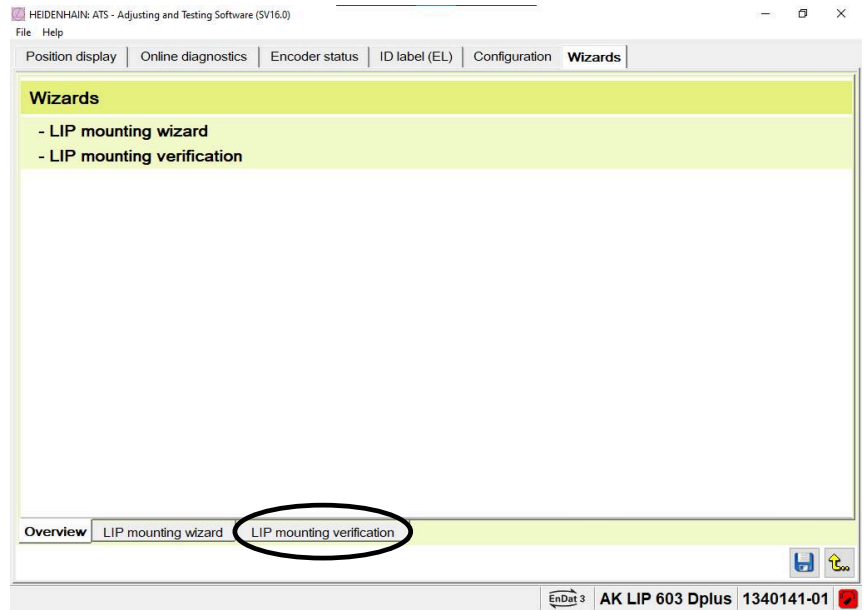 HEIDENHAIN: ATS - Adjusting and Testing Software (SV16.0)
File Help
Position display Online diagnostics Encoder status ID label (EL) Configuration Wizards
Wizards
- LIP mounting wizard
- LIP mounting verification
Overview LIP mounting wizard LIP mounting verification
EnDat 3 AK LIP 603 Dplus 1340141-01